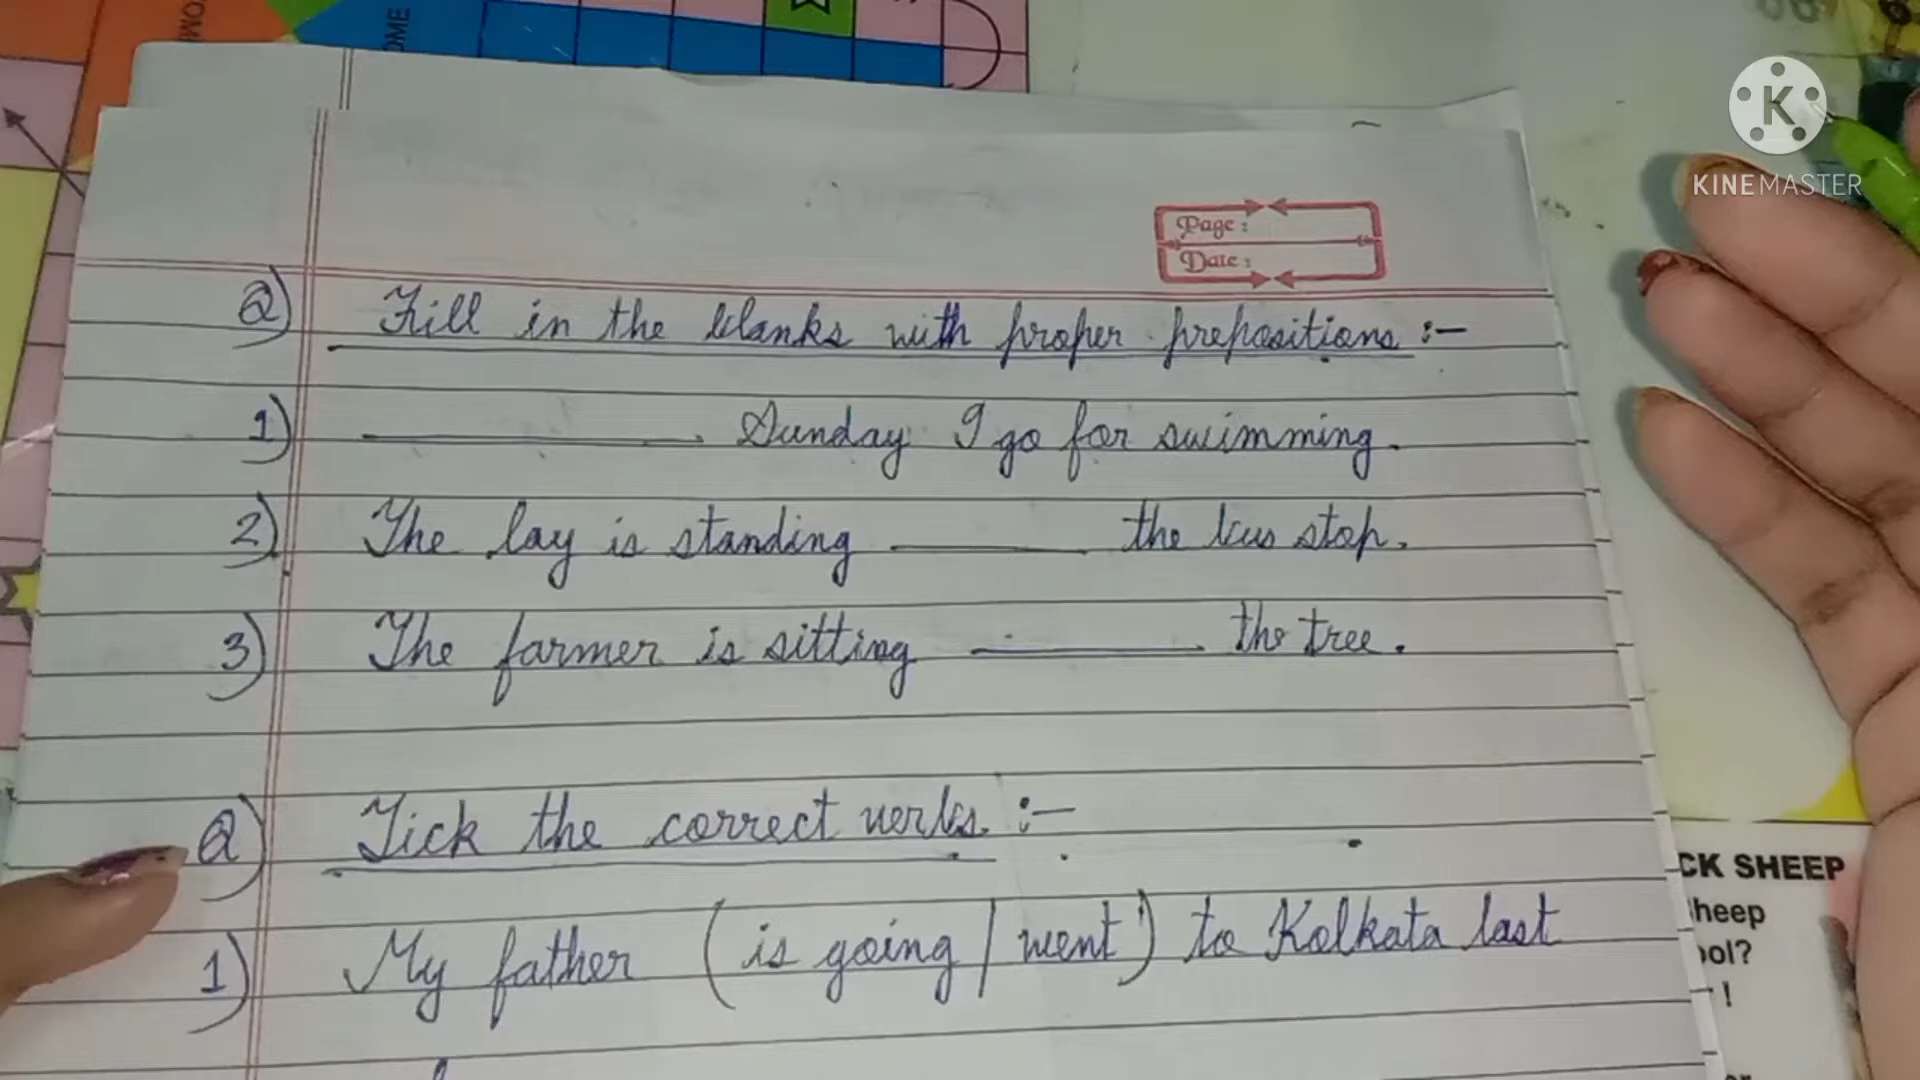 OME
KINEMASTER
Page :
Date :
Q) Fill in the blanks with proper prepositions :-
1) ________ Sunday I go for swimming.
2) The boy is standing ________ the bus stop.
3) The farmer is sitting ________ the tree.
Q) Tick the correct verbs. :-
1) My father (is going / went) to Kolkata last
CK SHEEP
heep
ool?
!